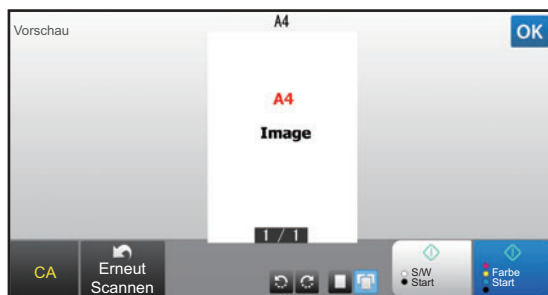 Vorschau
A4
OK
A4
Image
1 / 1
CA
Erneut
Scannen
S/W
Start
Farbe
Start